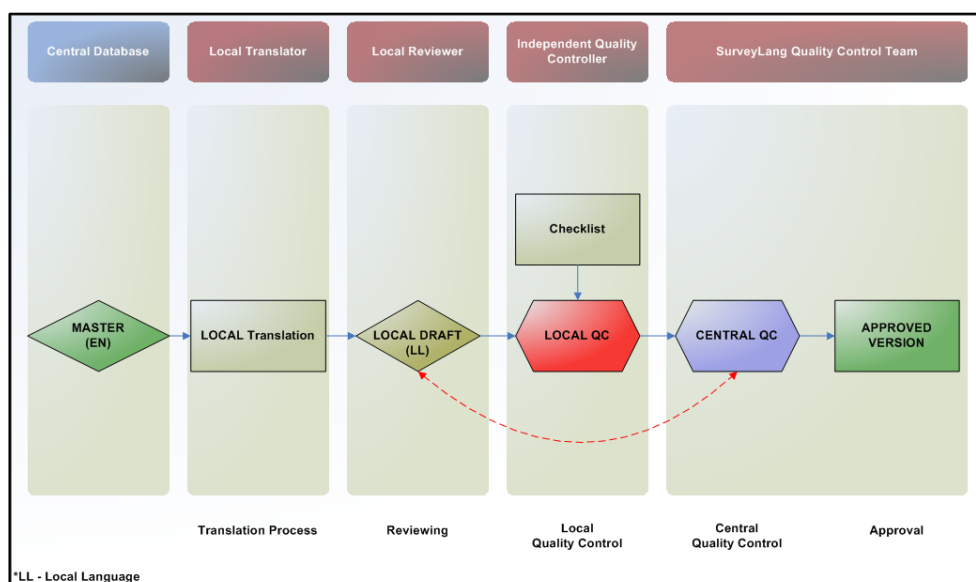 Central Database
Local Translator
Local Reviewer
Independent Quality
Controller
SurveyLang Quality Control Team
Checklist
MASTER
(EN)
LOCAL Translation
LOCAL DRAFT
(LL)
LOCAL QC
CENTRAL QC
APPROVED
VERSION
Translation Process
Reviewing
Local
Quality Control
Central
Quality Control
Approval
*LL - Local Language